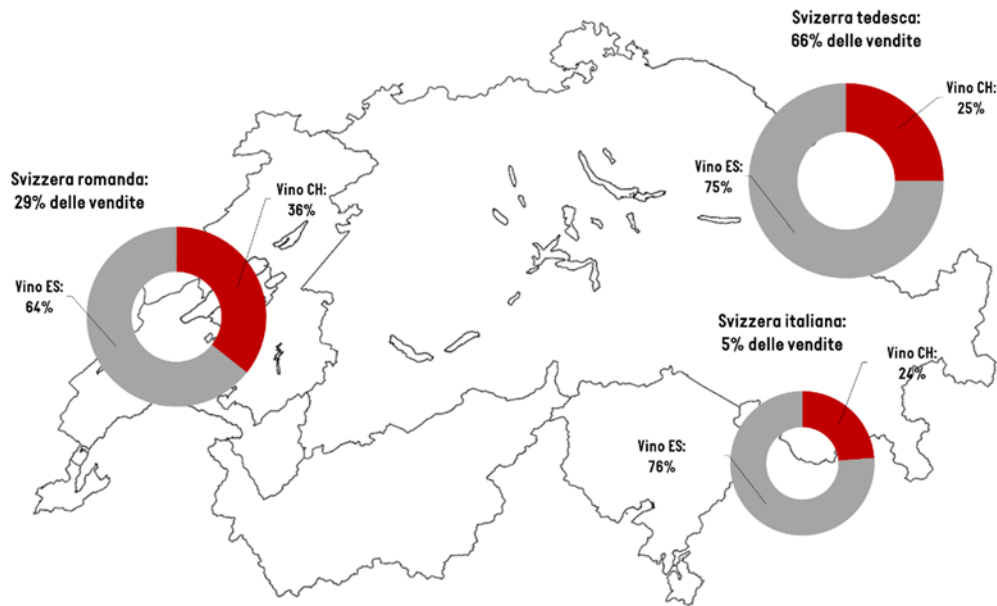 Svizerra tedesca:
66% delle vendite
Vino CH:
25%
Vino ES:
75%
Svizzera romanda:
29% delle vendite
Vino CH:
36%
Vino ES:
64%
Svizzera italiana:
5% delle vendite
Vino CH:
24%
Vino ES:
76%